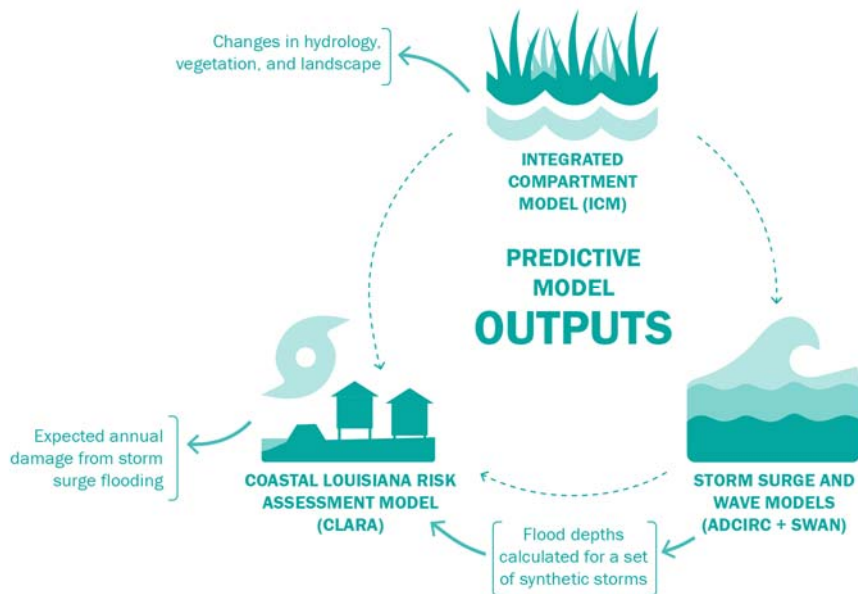 Changes in hydrology,
vegetation, and landscape
INTEGRATED
COMPARTMENT
MODEL (ICM)
PREDICTIVE
MODEL
OUTPUTS
Expected annual
damage from storm
surge flooding
COASTAL LOUISIANA RISK
ASSESSMENT MODEL
(CLARA)
STORM SURGE AND
WAVE MODELS
(ADCIRC + SWAN)
Flood depths
calculated for a set
of synthetic storms